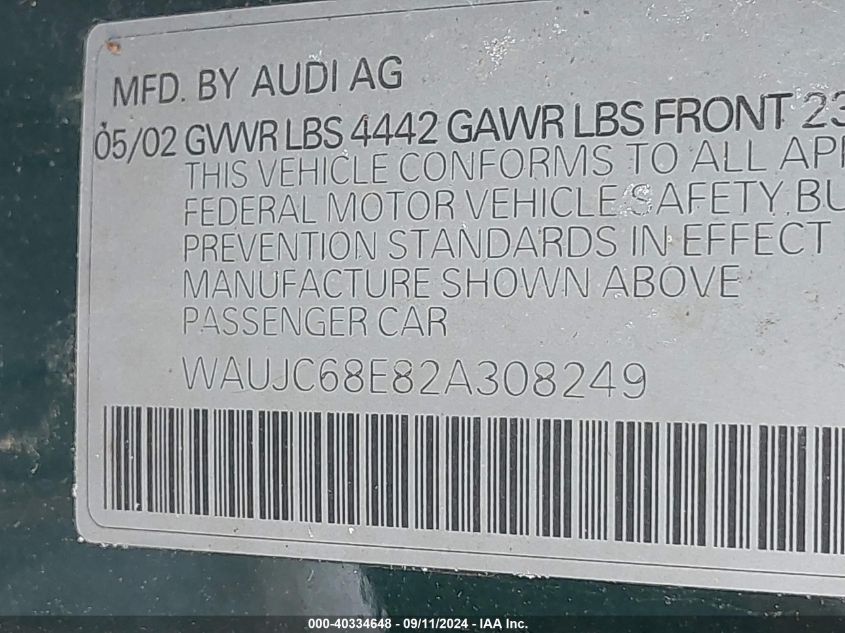 MFD. BY AUDI AG
05/02 GVWR LBS 4442 GAWR LBS FRONT 23
THIS VEHICLE CONFORMS TO ALL
FEDERAL MOTOR VEHICLE SAFETY
PREVENTION STANDARDS IN EFFECT
MANUFACTURE SHOWN ABOVE
PASSENGER CAR
WAUJC68E82A308249
000-40334648 - 09/11/2024 - IAA Inc.